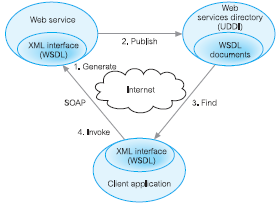 Web service
XML interface
(WSDL)
2, Publish
Web
services directory
(UDDI)
WSDL
documents
1. Generate
Internet
SOAP
3. Find
4. Invoke
XML interface
(WSDL)
Client application